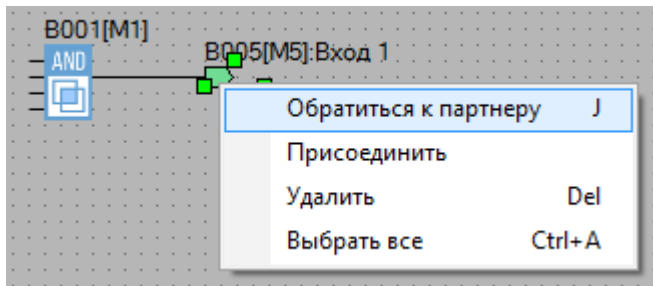 B001[M1]
AND
B005[M5]:Вход 1
Обратиться к партнеру J
Присоединить
Удалить Del
Выбрать все Ctrl+A